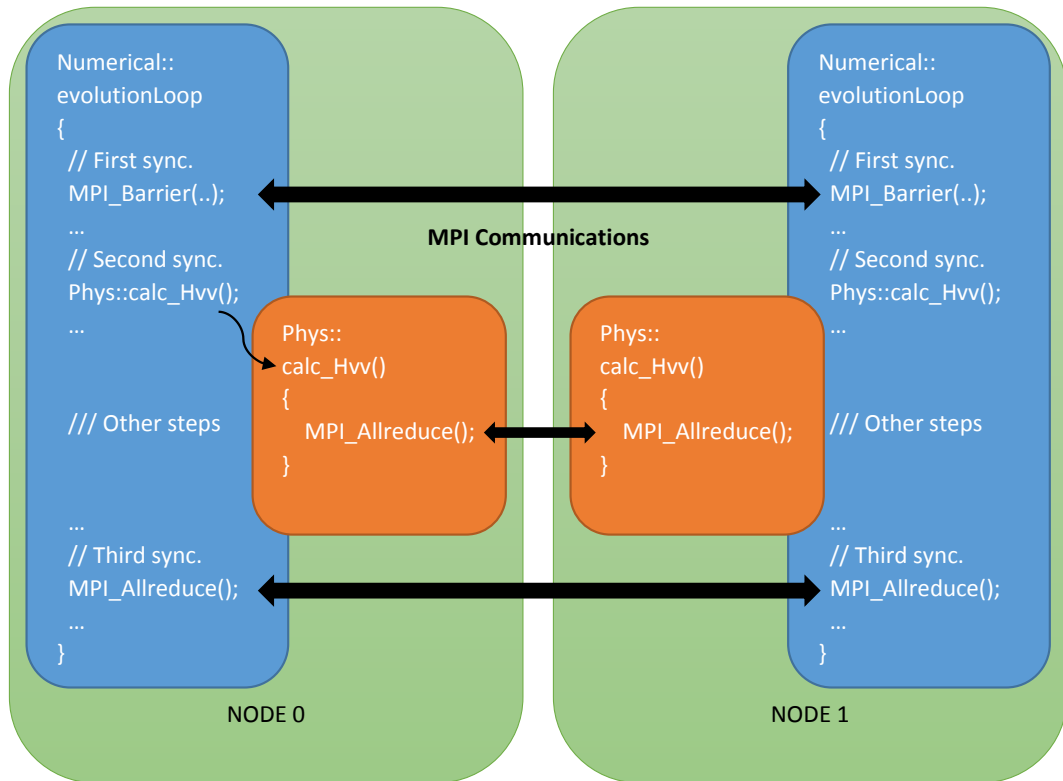 Numerical::
evolutionLoop
{
// First sync.
MPI_Barrier(..);
...
// Second sync.
Phys::calc_Hvv();
...
/// Other steps
...
// Third sync.
MPI_Allreduce();
...
}
Phys::
calc_Hvv()
{
MPI_Allreduce();
}
NODE 0
MPI Communications
Phys::
calc_Hvv()
{
MPI_Allreduce();
}
Numerical::
evolutionLoop
{
// First sync.
MPI_Barrier(..);
...
// Second sync.
Phys::calc_Hvv();
...
/// Other steps
...
// Third sync.
MPI_Allreduce();
...
}
NODE 1